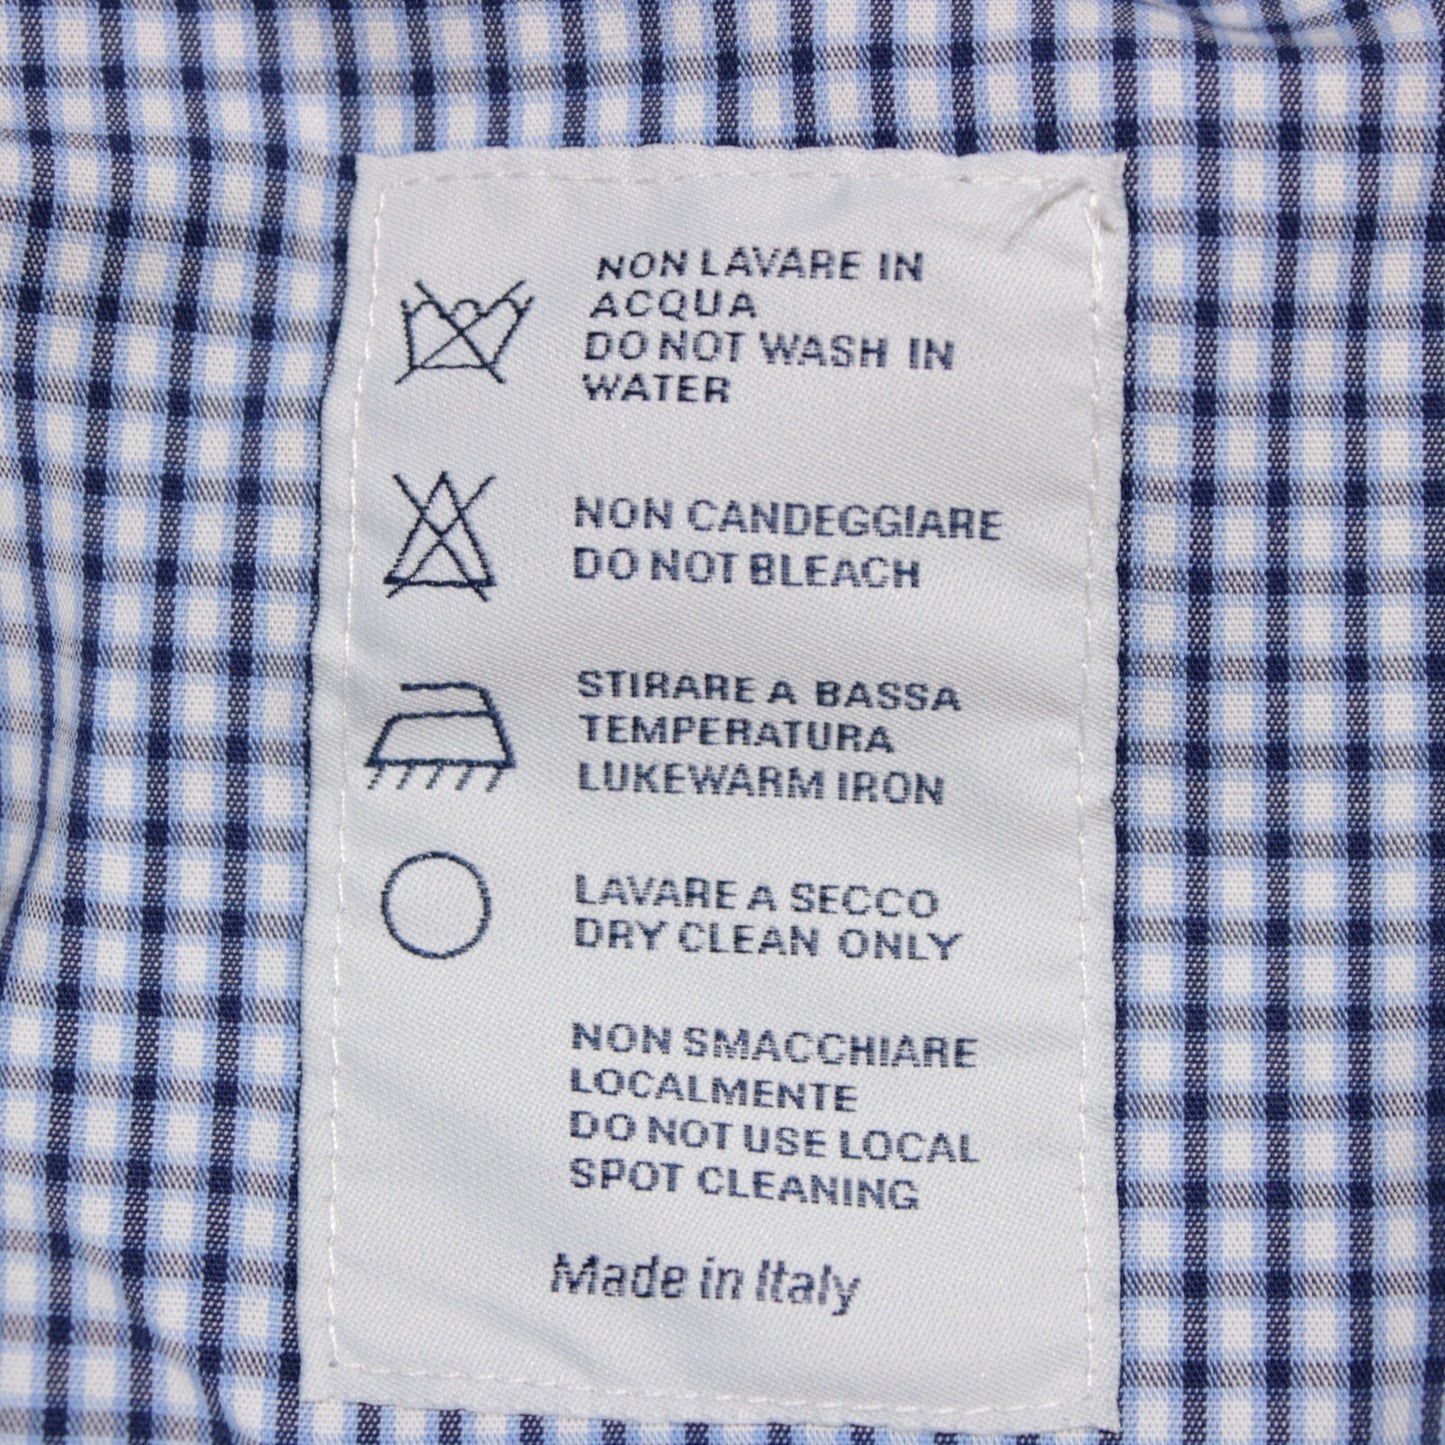 NON LAVARE IN
ACQUA
DO NOT WASH IN
WATER
NON CANDEGGIARE
DO NOT BLEACH
STIRARE A BASSA
TEMPERATURA
LUKEWARM IRON
LAVARE A SECCO
DRY CLEAN ONLY
NON SMACCHIARE
LOCALMENTE
DO NOT USE LOCAL
SPOT CLEANING
Made in Italy